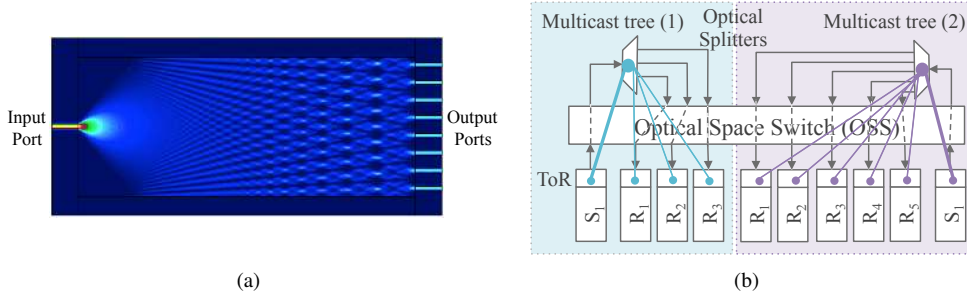 Input
Port
Output
Ports
(a)
Multicast tree (1)
Optical
Splitters
Multicast tree (2)
Optical Space Switch (OSS)
ToR
S1
R1
R2
R3
R1
R2
R3
R4
R5
S1
(b)